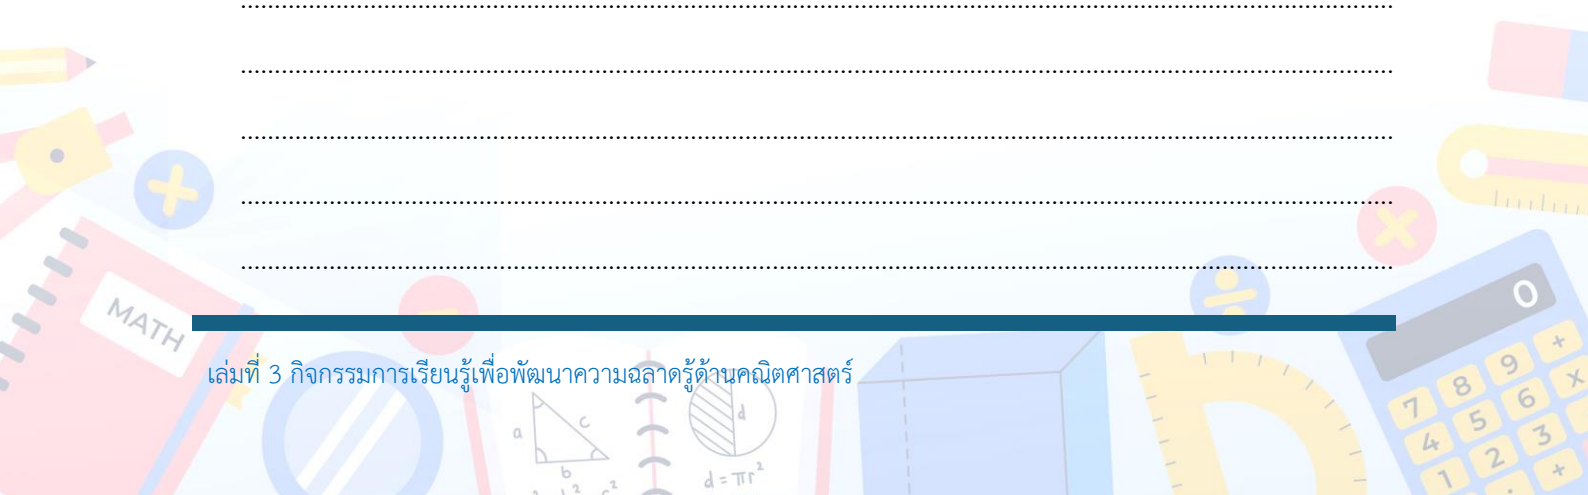 ................................................................................................................................................................
................................................................................................................................................................
................................................................................................................................................................
................................................................................................................................................................
................................................................................................................................................................
MATH
0
7 8 9 +
4 5 6 x
1 2 3
+
เล่มที่ 3 กิจกรรมการเรียนรู้เพื่อพัฒนาความฉลาดรู้ด้านคณิตศาสตร์
a c d
b
d = πr²